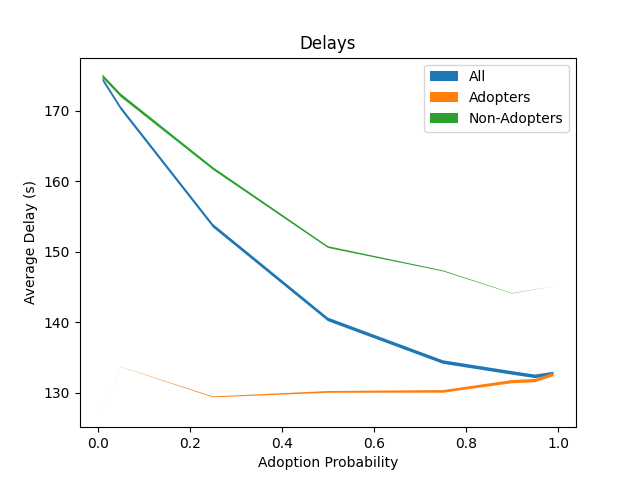 Delays
All
Adopters
Non-Adopters
Average Delay (s)
170
160
150
140
130
0.0 0.2 0.4 0.6 0.8 1.0
Adoption Probability